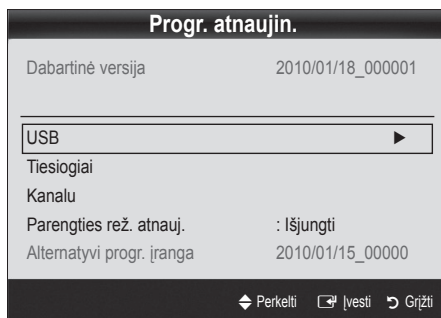 Progr. atnaujin.
Dabartinė versija 2010/01/18_000001
USB ►
Tiesiogiai
Kanalu
Parengties rež. atnauj. : Išjungti
Alternatyvi progr. įranga 2010/01/15_00000
Perkelti Įvesti Grįžti